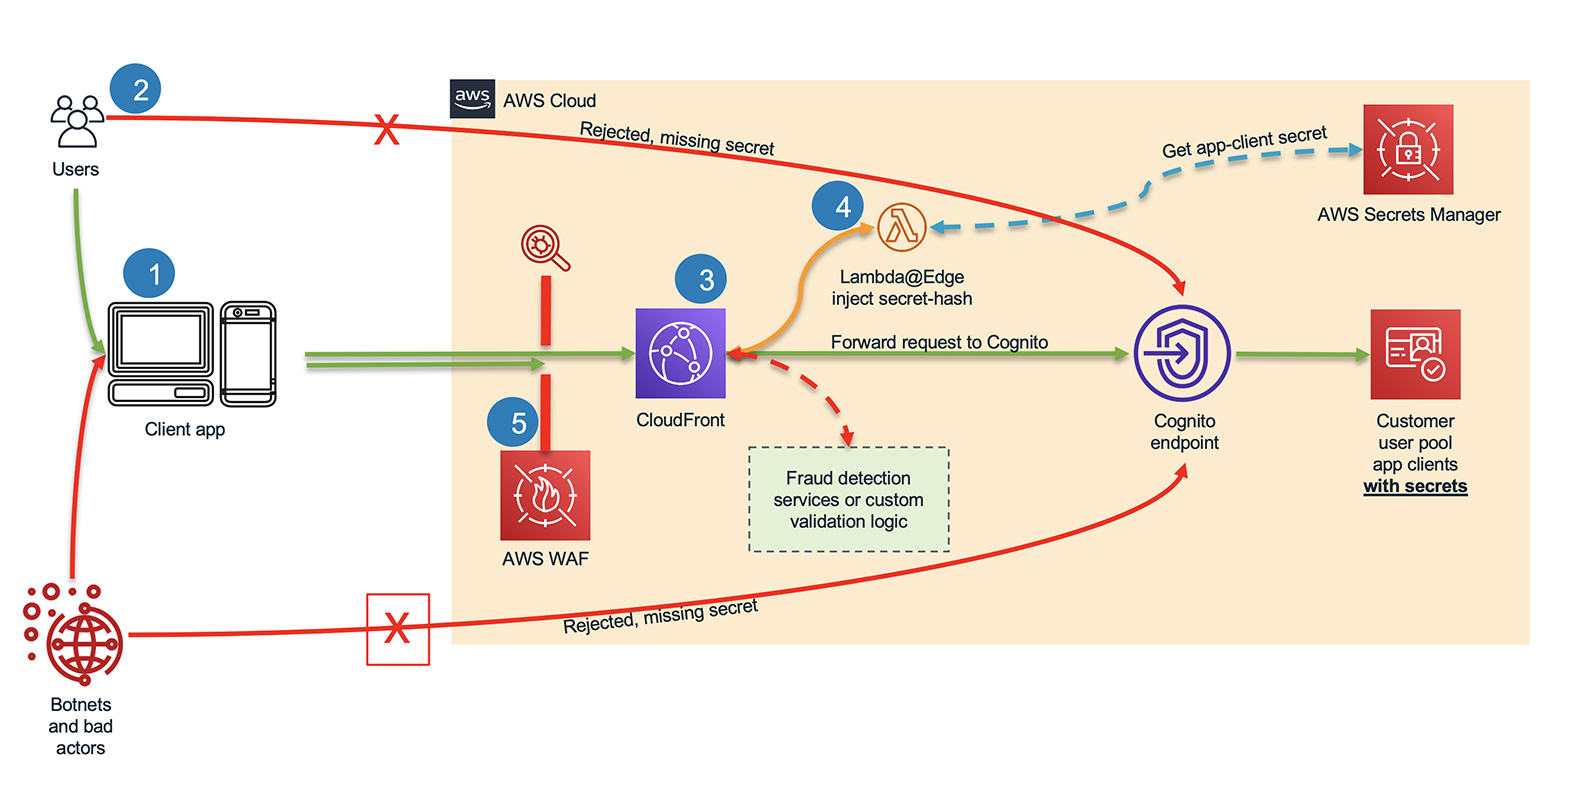 2
aws
AWS Cloud
Users
Rejected, missing secret
Get app-client secret
AWS Secrets Manager
4
Lambda@Edge
inject secret-hash
1
3
Client app
X
CloudFront
Forward request to Cognito
Cognito
endpoint
Customer
user pool
app clients
with secrets
5
AWS WAF
Fraud detection
services or custom
validation logic
X
Rejected, missing secret
Botnets
and bad
actors